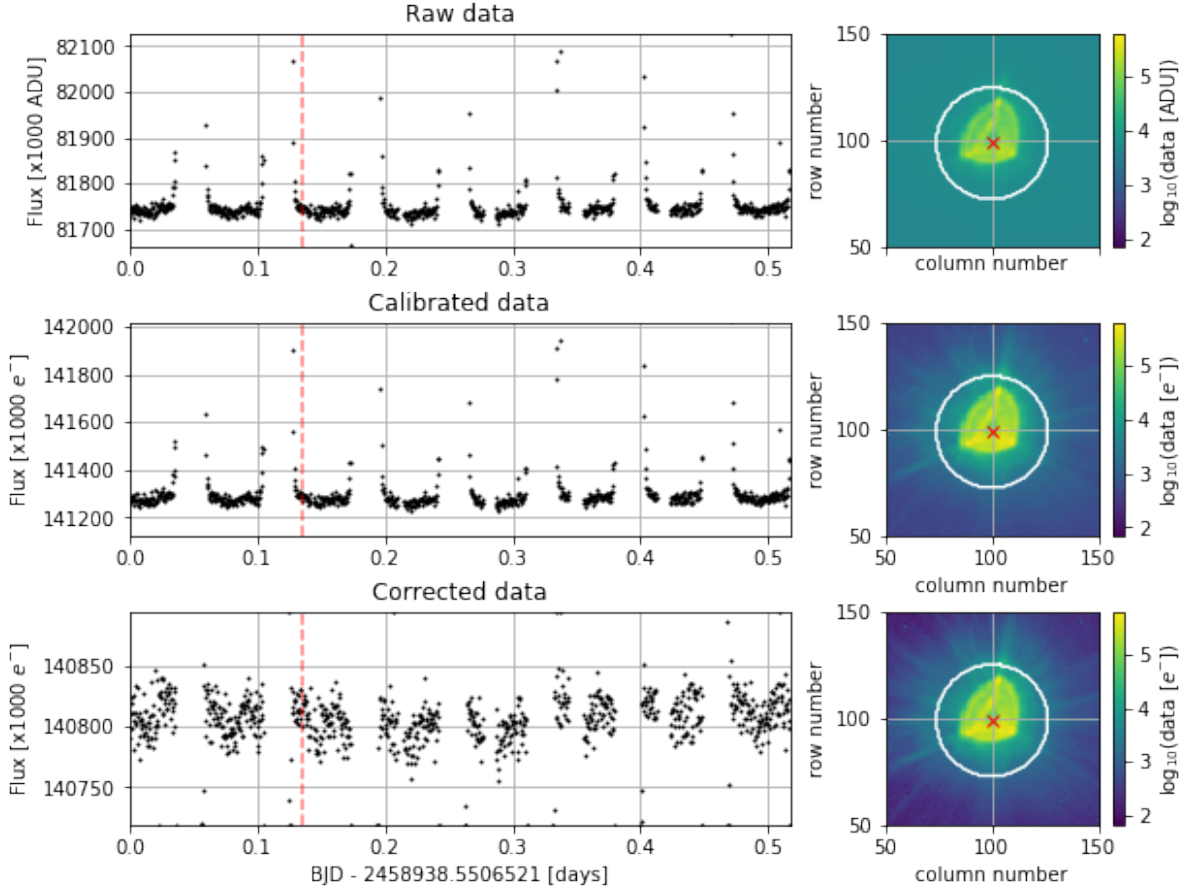 Raw data
Flux [x1000 ADU]
82100
82000
81900
81800
81700
0.0 0.1 0.2 0.3 0.4 0.5
row number
150
100
50
column number
5
4
3
2
log₁₀(data [ADU])
Calibrated data
Flux [x1000 e⁻]
142000
141800
141600
141400
141200
0.0 0.1 0.2 0.3 0.4 0.5
row number
150
100
50
50 100 150
column number
5
4
3
2
log₁₀(data [e⁻])
Corrected data
Flux [x1000 e⁻]
140850
140800
140750
0.0 0.1 0.2 0.3 0.4 0.5
BJD - 2458938.5506521 [days]
row number
150
100
50
50 100 150
column number
5
4
3
2
log₁₀(data [e⁻])